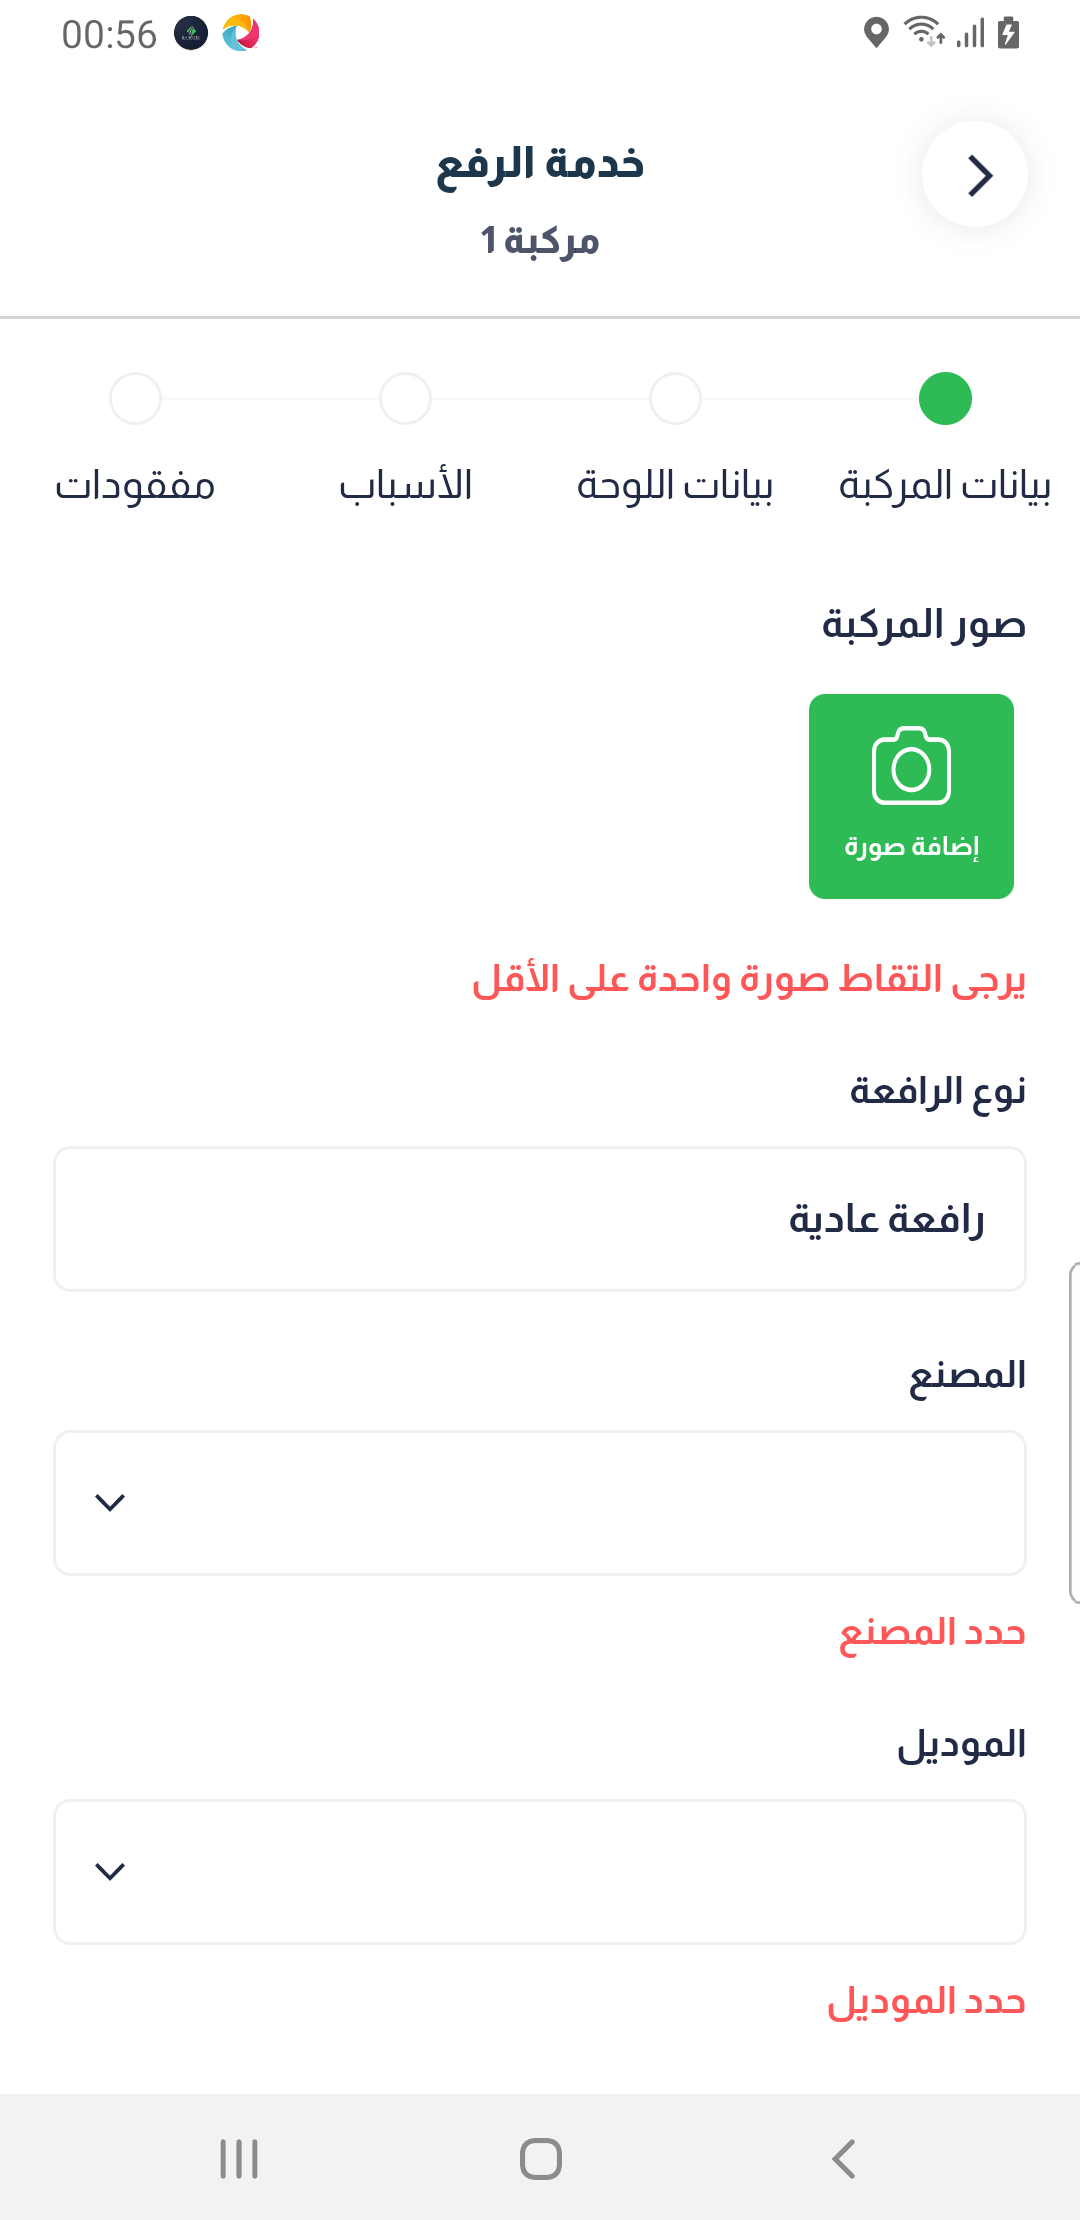 00:56
خدمة الرفع
مركبة 1
بيانات المركبة
بيانات اللوحة
الأسباب
مفقودات
صور المركبة
إضافة صورة
يرجى التقاط صورة واحدة على الأقل
نوع الرافعة
رافعة عادية
المصنع
حدد المصنع
الموديل
حدد الموديل